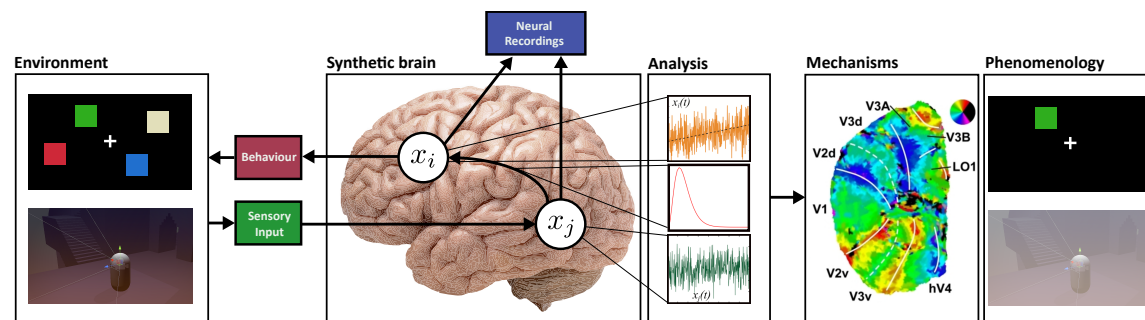 Neural
Recordings
Environment
Synthetic brain
Analysis
Mechanisms
Phenomenology
Behaviour
Sensory
Input
x_i
x_j
x_i(t)
x_j(t)
V3A
V3d
V3B
V2d
LO1
V1
V2v
V3v
hV4